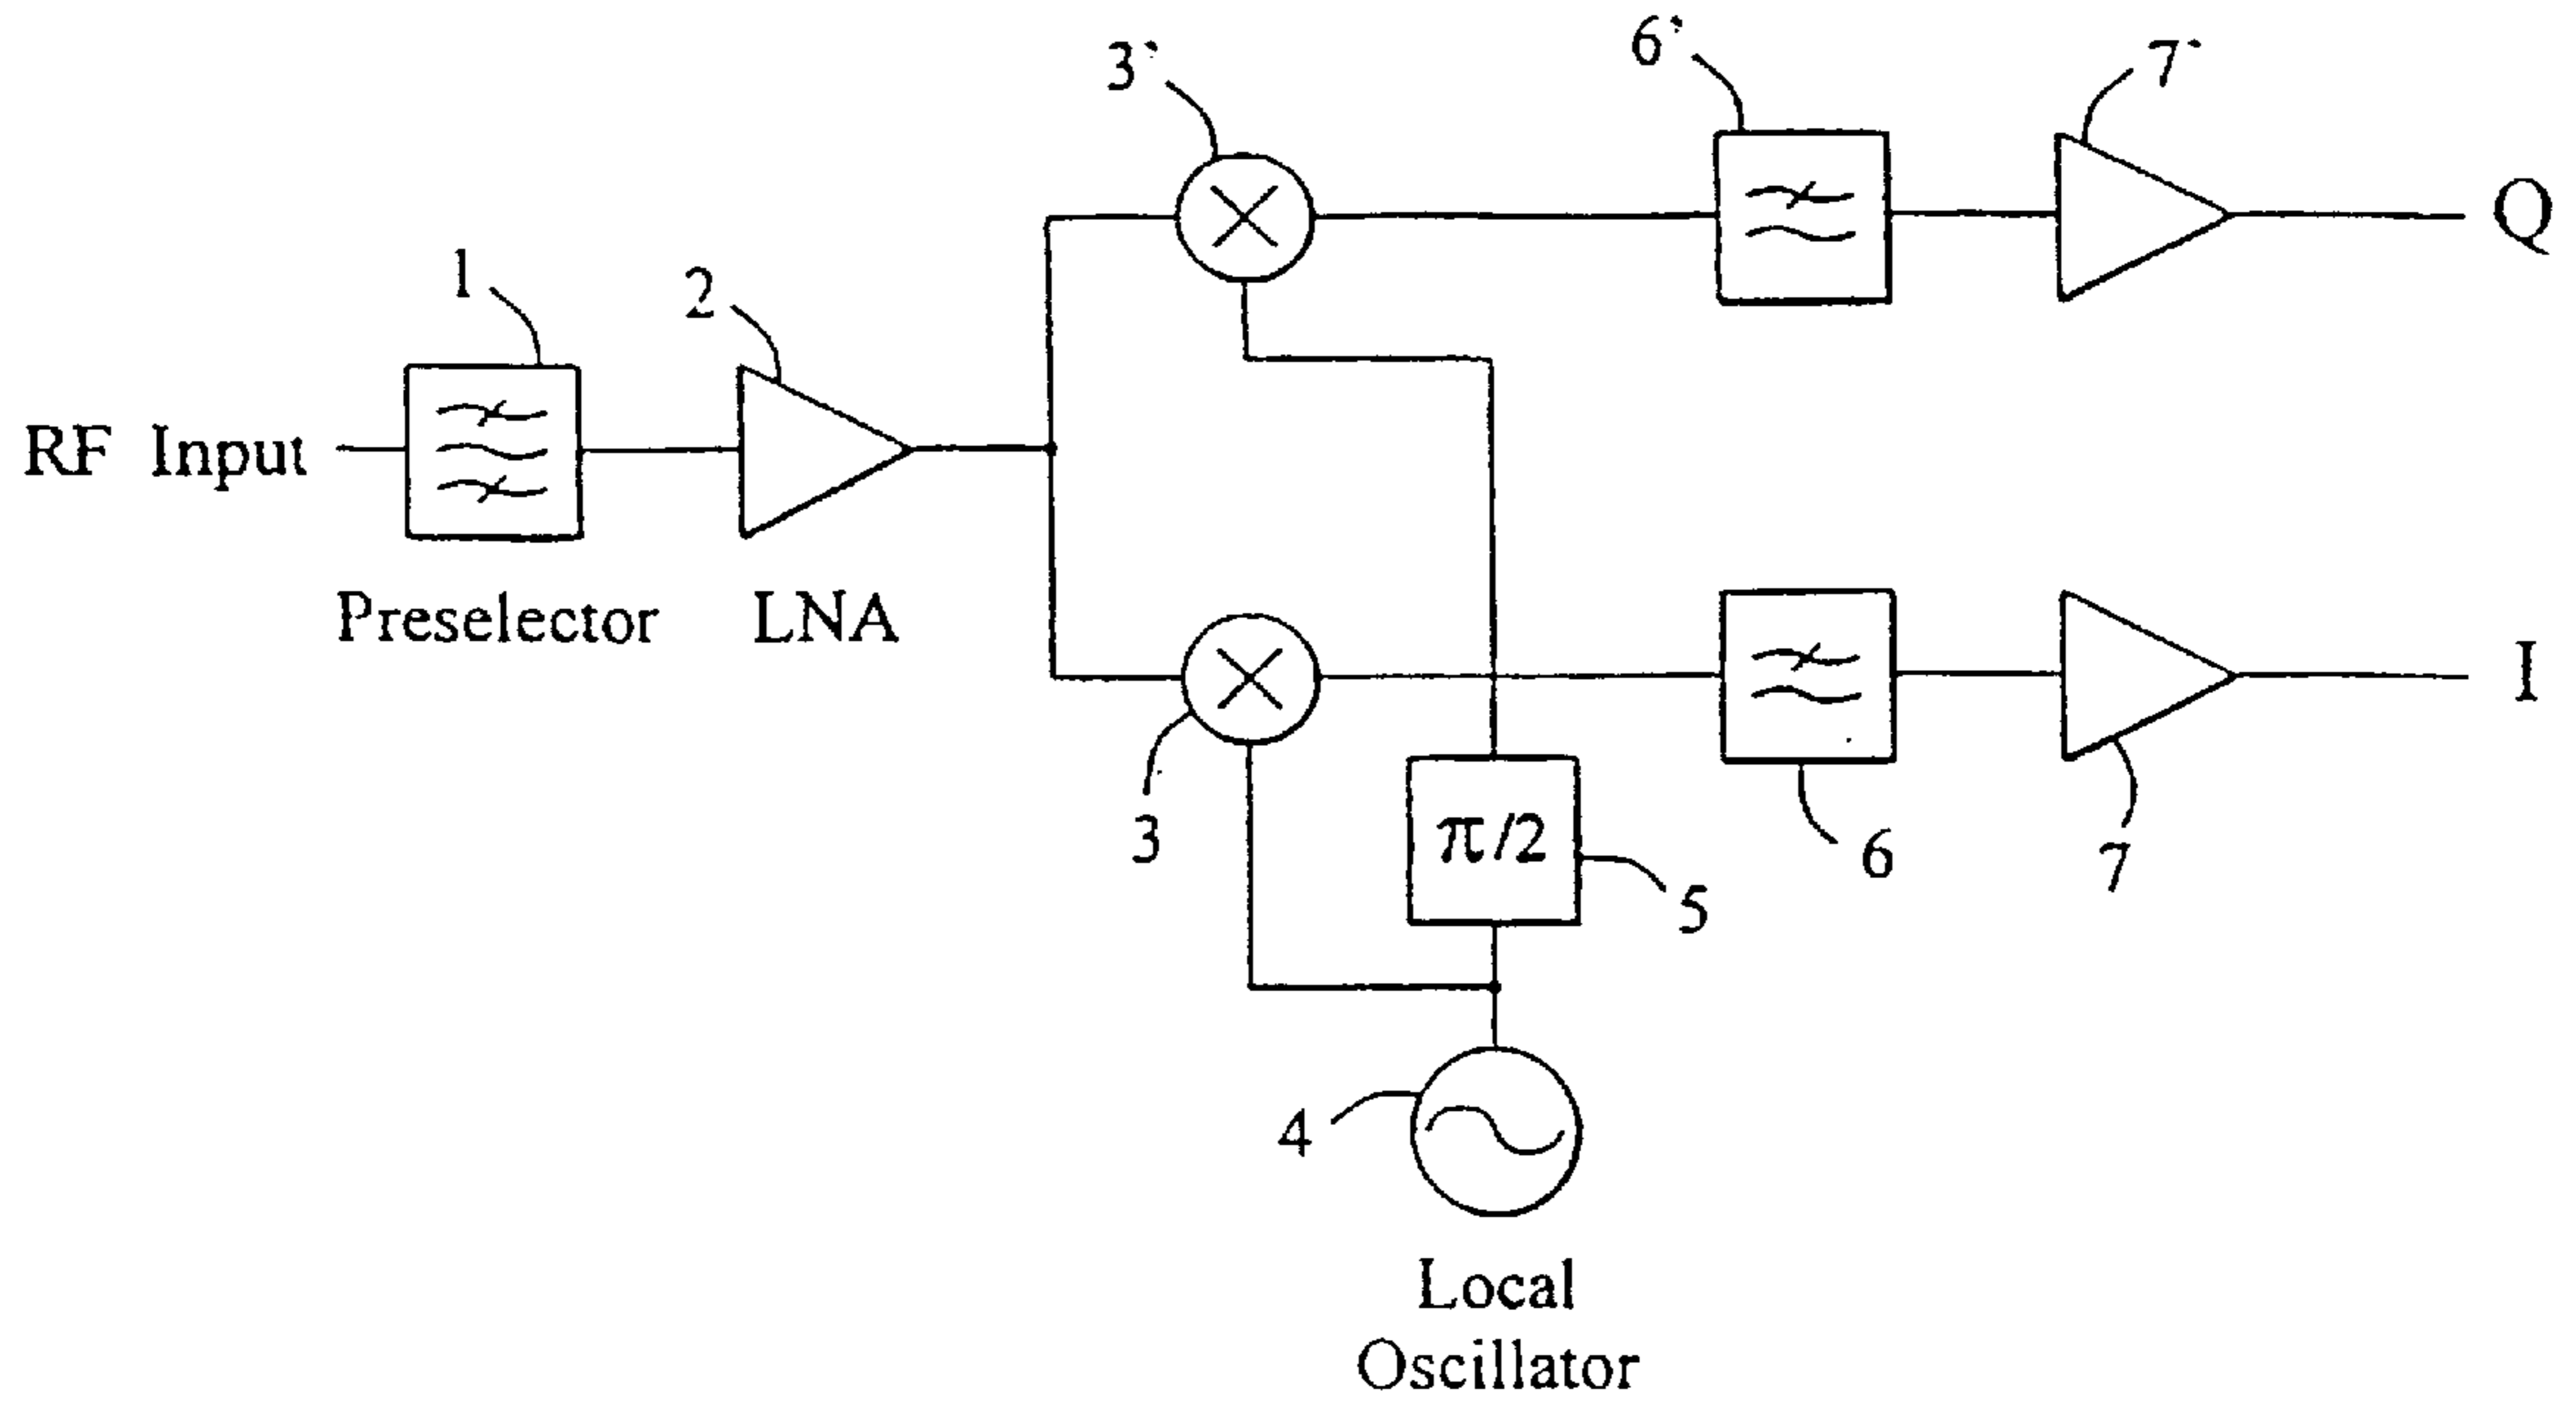 3'
6'
7'
Q
1
2
RF Input
Preselector
LNA
I
3
π/2
6
7
5
4
Local
Oscillator